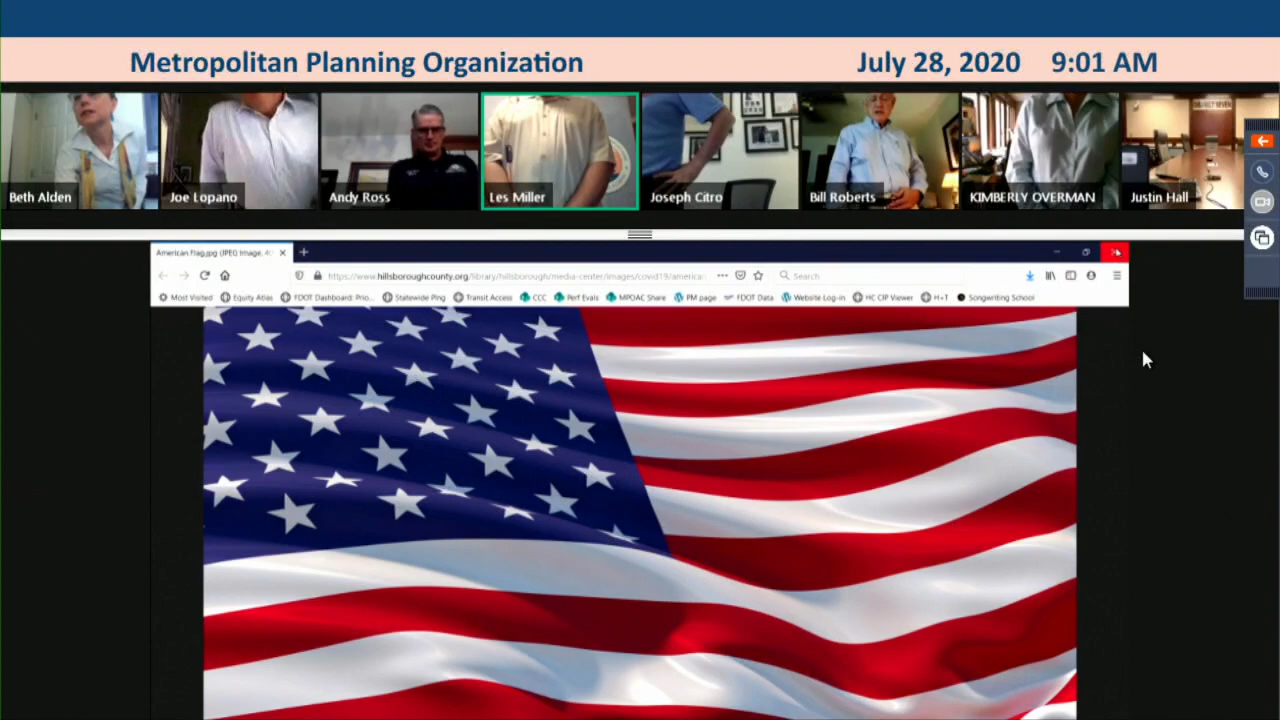 Metropolitan Planning Organization July 28, 2020 9:01 AM
Beth Alden
Joe Lopano
Andy Ross
Les Miller
Joseph Citro
Bill Roberts
KIMBERLY OVERMAN
Justin Hall
American Flag.jpg (JPEG Image, 4
https://www.hillsboroughcounty.org/library/hillsborough/media-center/images/covid19/america
Search
Most Visited Equity Atlas FDOT Dashboard: Prio... Statewide Ping Transit Access CCC Perf Evals MPOAC Share PM page FDOT Data Website Log-in HC CIP Viewer H+T Songwriting School